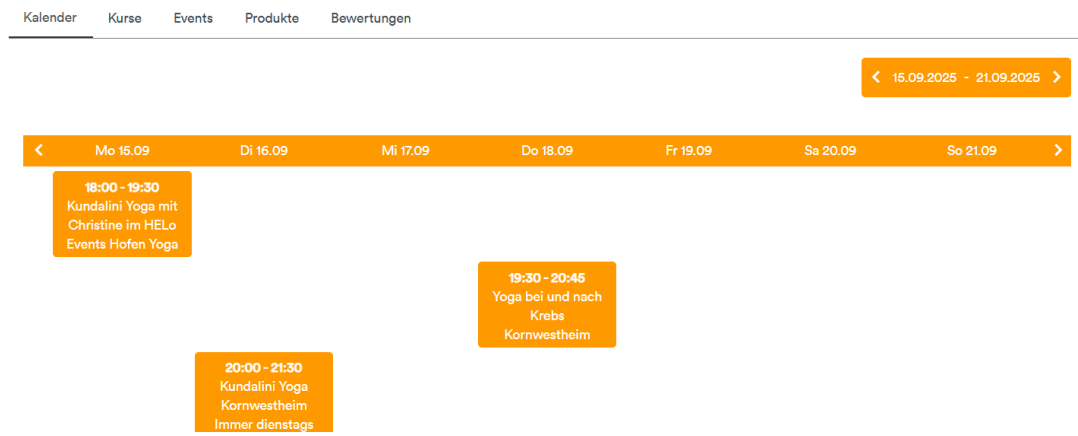 Kalender Kurse Events Produkte Bewertungen
15.09.2025 - 21.09.2025
Mo 15.09 Di 16.09 Mi 17.09 Do 18.09 Fr 19.09 Sa 20.09 So 21.09
18:00 - 19:30
Kundalini Yoga mit
Christine im HELo
Events Hofen Yoga
19:30 - 20:45
Yoga bei und nach
Krebs
Kornwestheim
20:00 - 21:30
Kundalini Yoga
Kornwestheim
Immer dienstags